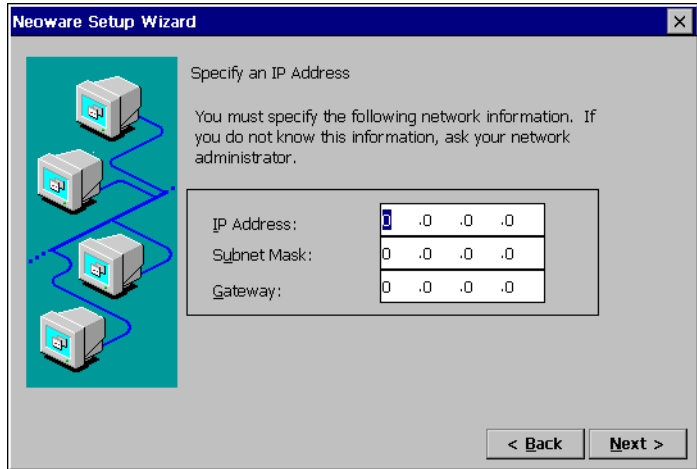 Neoware Setup Wizard
Specify an IP Address
You must specify the following network information. If
you do not know this information, ask your network
administrator.
IP Address: 0 .0 .0 .0
Subnet Mask: 0 .0 .0 .0
Gateway: 0 .0 .0 .0
< Back Next >